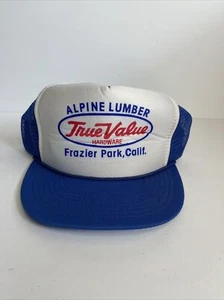 ALPINE LUMBER
True Value
HARDWARE
Frazier Park, Calif.